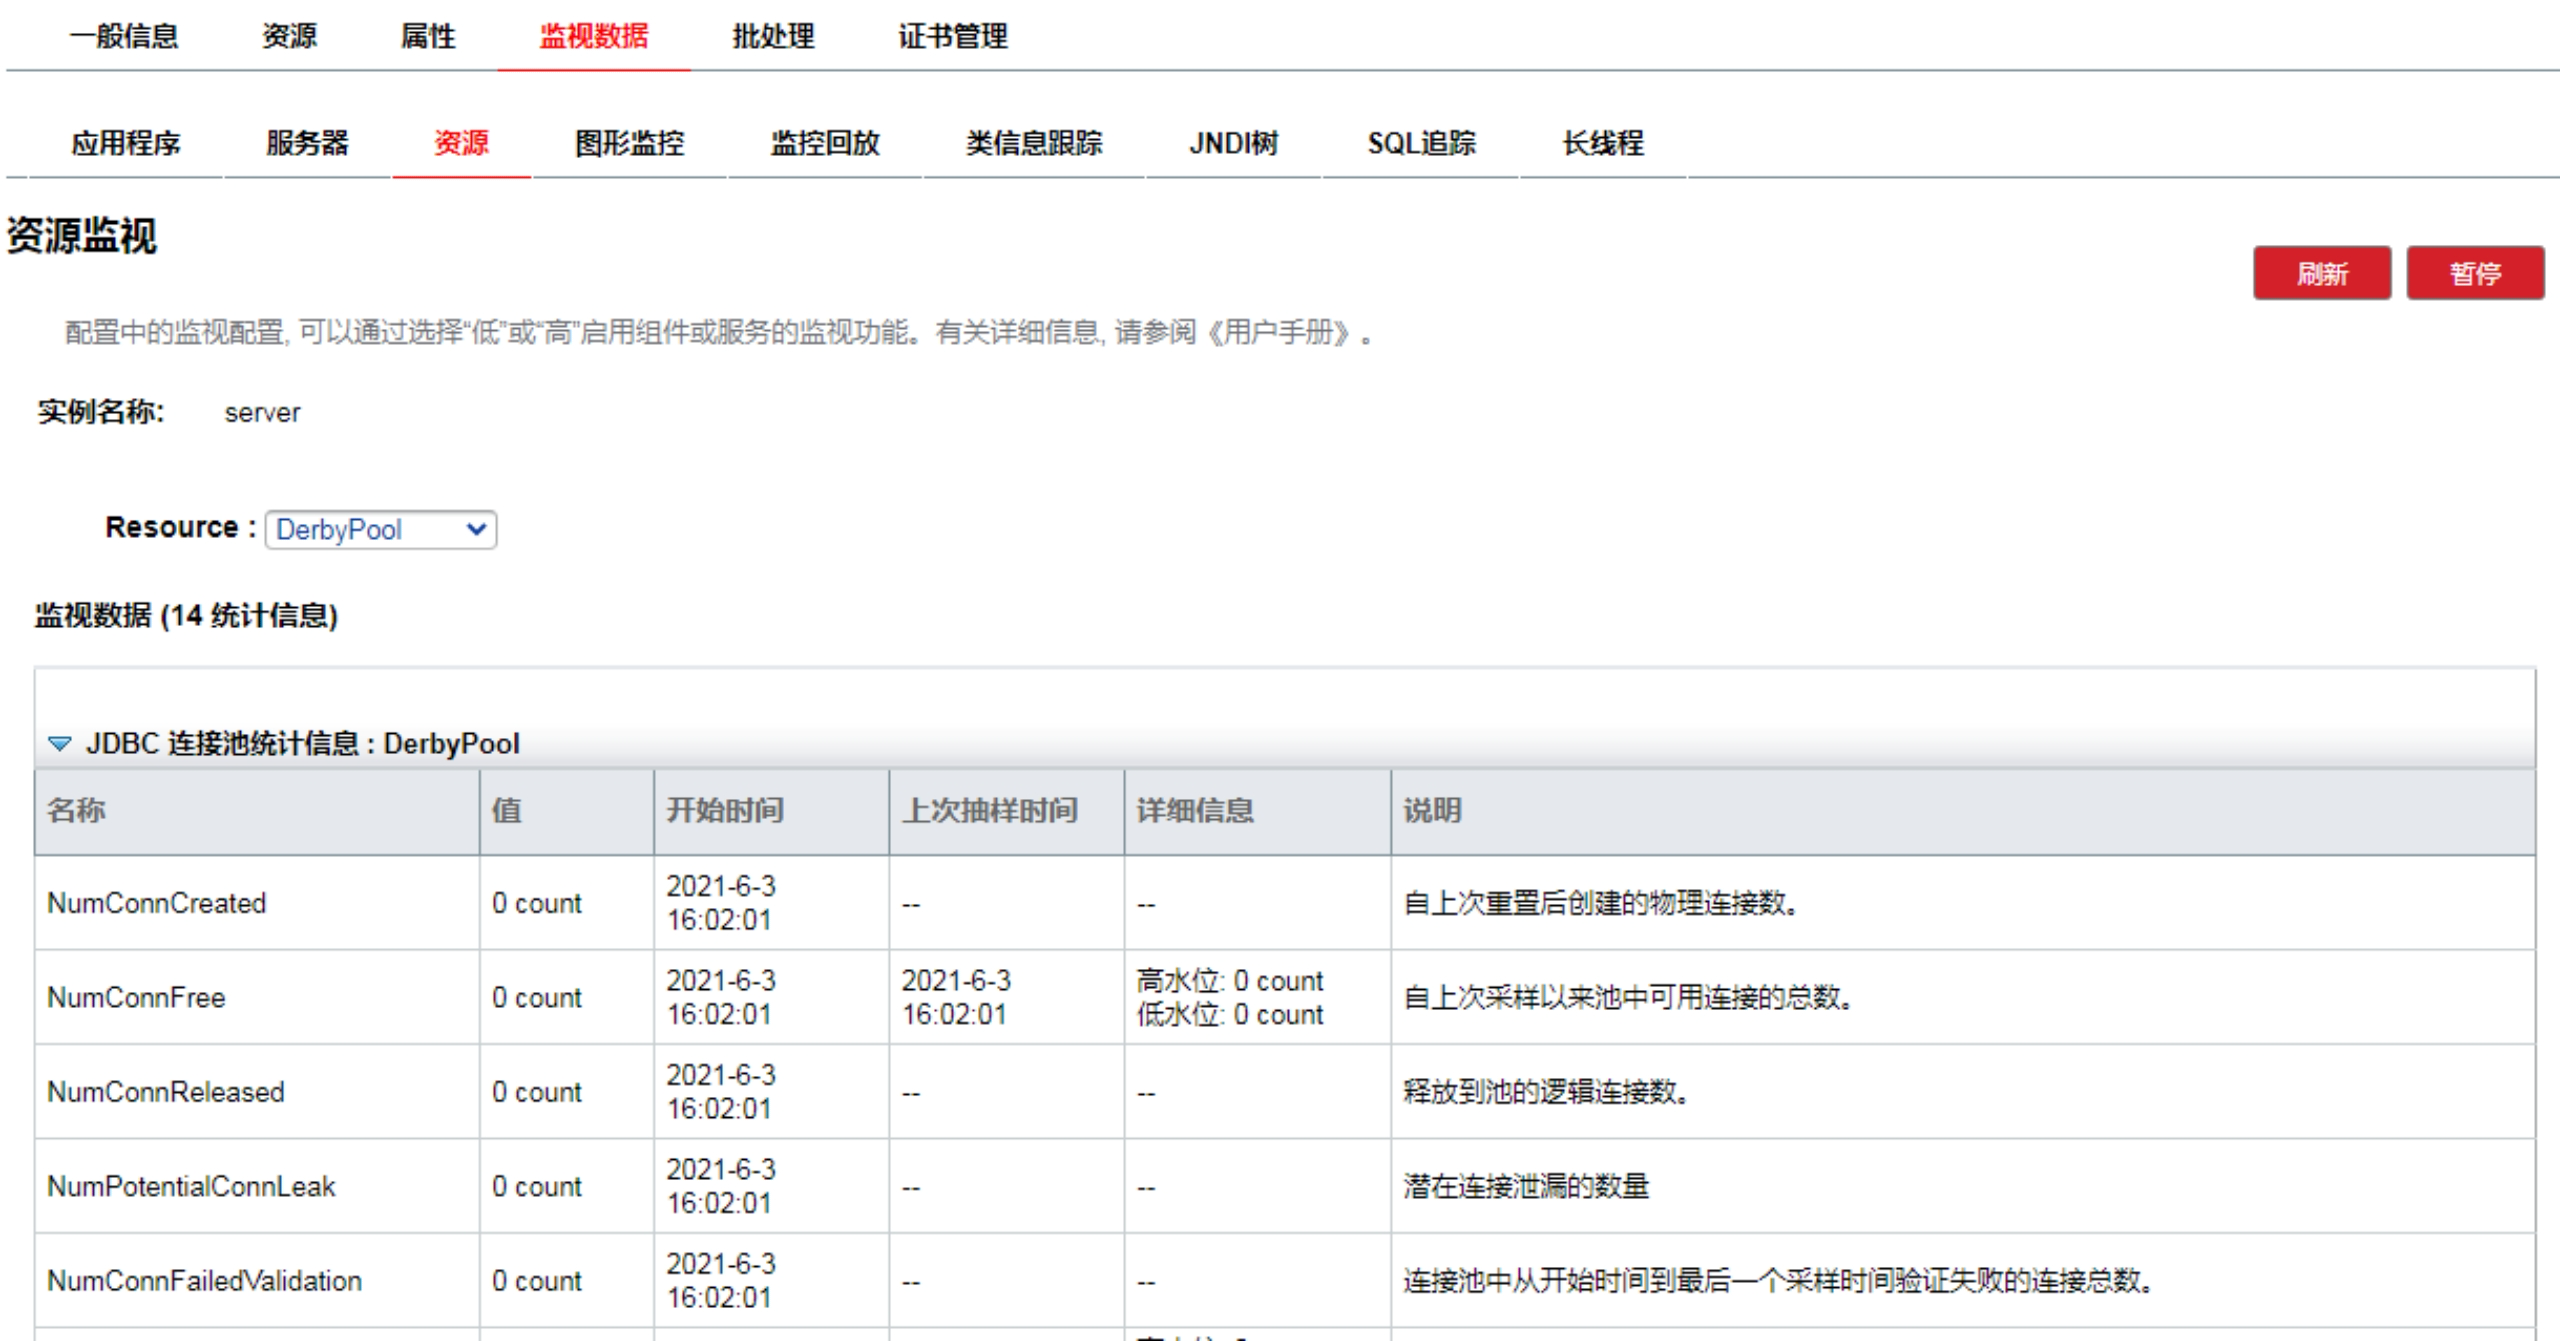 一般信息 资源 属性 监视数据 批处理 证书管理
应用程序 服务器 资源 图形监控 监控回放 类信息跟踪 JNDI树 SQL追踪 长线程
资源监视
刷新 暂停
配置中的监视配置, 可以通过选择“低”或“高”启用组件或服务的监视功能。有关详细信息, 请参阅《用户手册》。
实例名称: server
Resource : DerbyPool
监视数据 (14 统计信息)
JDBC 连接池统计信息 : DerbyPool
名称 值 开始时间 上次抽样时间 详细信息 说明
NumConnCreated 0 count 2021-6-3 16:02:01 -- -- 自上次重置后创建的物理连接数。
NumConnFree 0 count 2021-6-3 16:02:01 2021-6-3 16:02:01 高水位: 0 count 低水位: 0 count 自上次采样以来池中可用连接的总数。
NumConnReleased 0 count 2021-6-3 16:02:01 -- -- 释放到池的逻辑连接数。
NumPotentialConnLeak 0 count 2021-6-3 16:02:01 -- -- 潜在连接泄漏的数量
NumConnFailedValidation 0 count 2021-6-3 16:02:01 -- -- 连接池中从开始时间到最后一个采样时间验证失败的连接总数。